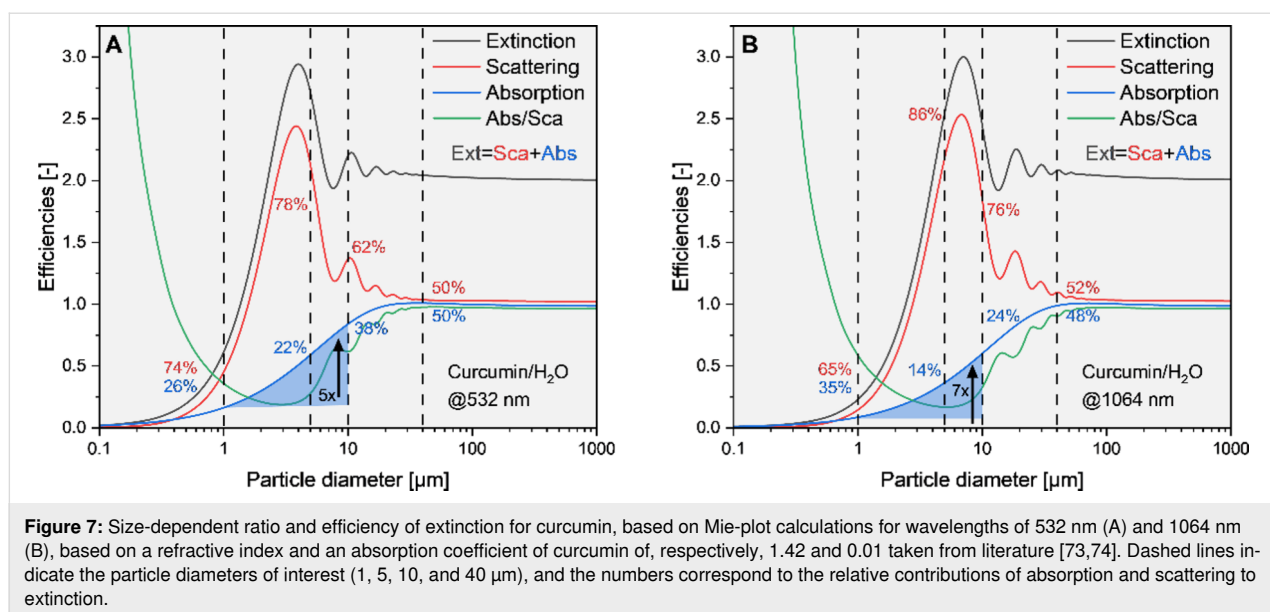 A
Extinction
Scattering
Absorption
Abs/Sca
Ext=Sca+Abs
Efficiencies [-]
3.0
2.5
2.0
1.5
1.0
0.5
0.0
78%
62%
50%
50%
38%
22%
74%
26%
5x
Curcumin/H₂O
@532 nm
0.1
1
10
100
1000
Particle diameter [µm]
B
Extinction
Scattering
Absorption
Abs/Sca
Ext=Sca+Abs
Efficiencies [-]
3.0
2.5
2.0
1.5
1.0
0.5
0.0
86%
76%
52%
48%
24%
14%
65%
35%
7x
Curcumin/H₂O
@1064 nm
0.1
1
10
100
1000
Particle diameter [µm]
Figure 7: Size-dependent ratio and efficiency of extinction for curcumin, based on Mie-plot calculations for wavelengths of 532 nm (A) and 1064 nm
(B), based on a refractive index and an absorption coefficient of curcumin of, respectively, 1.42 and 0.01 taken from literature [73,74]. Dashed lines in-
dicate the particle diameters of interest (1, 5, 10, and 40 µm), and the numbers correspond to the relative contributions of absorption and scattering to
extinction.